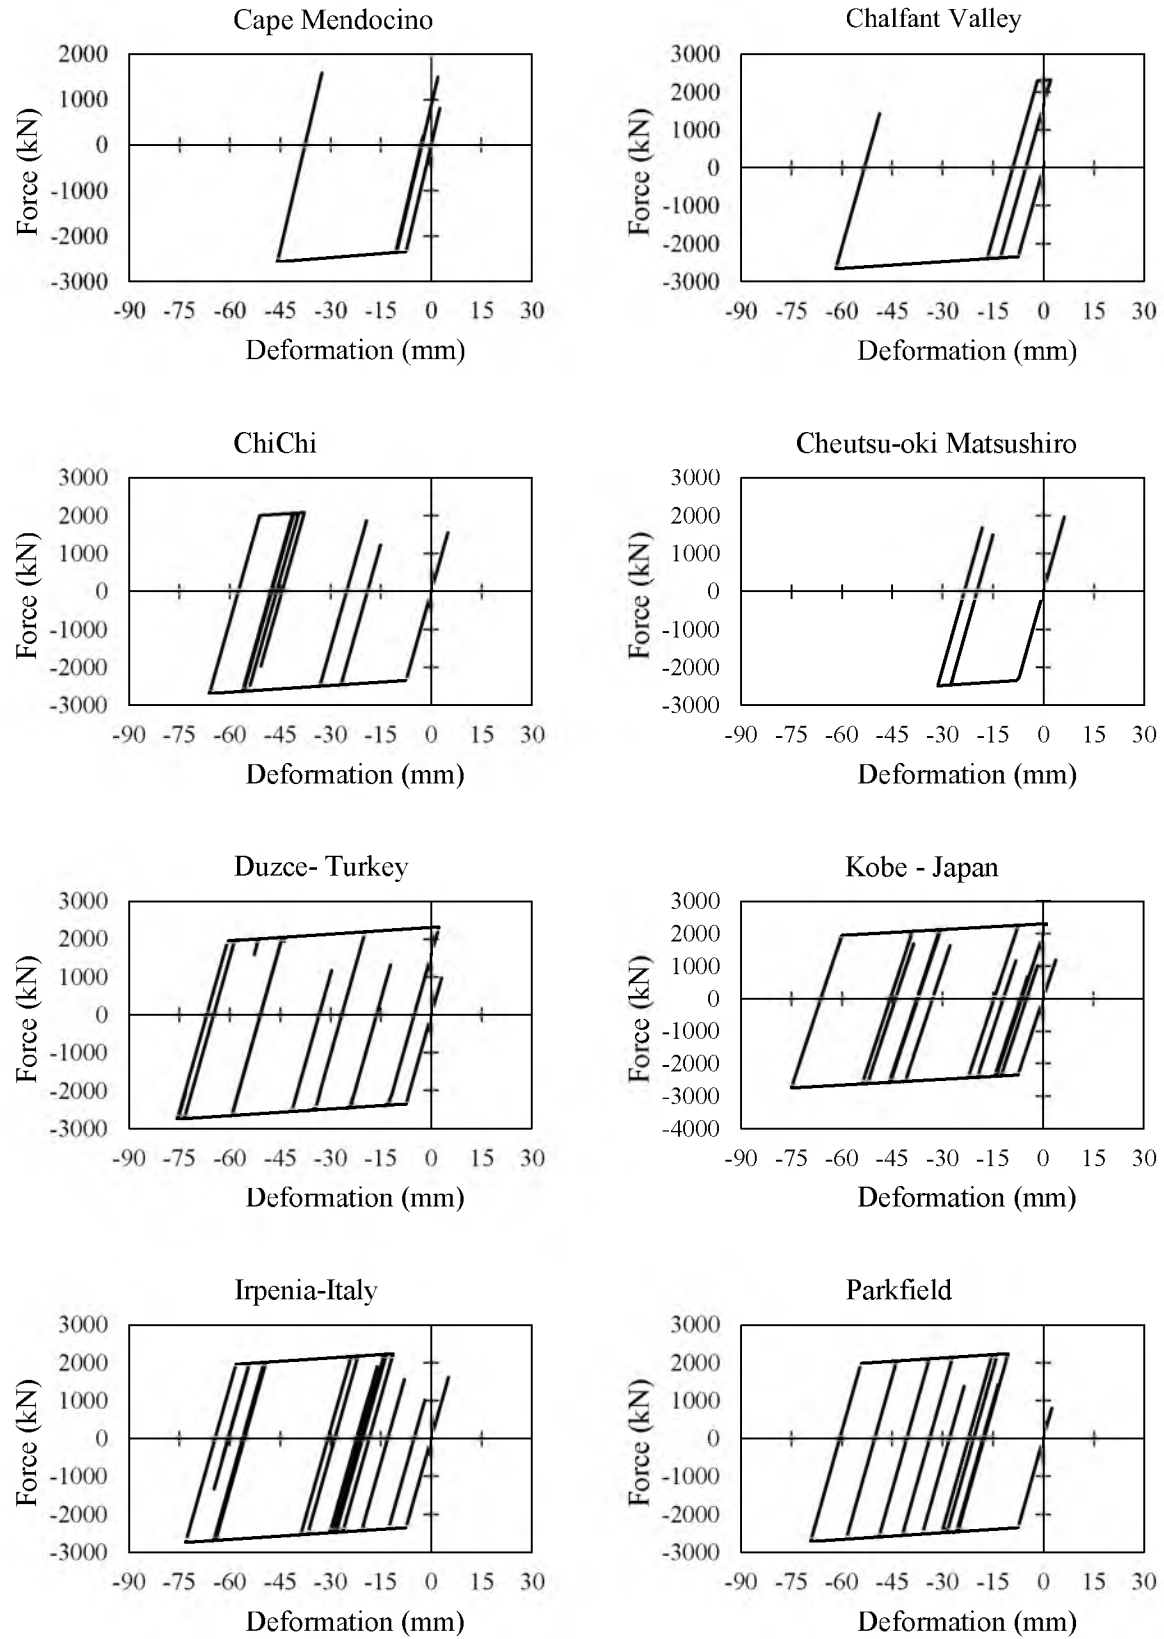 Cape Mendocino
2000
1000
0
-1000
-2000
-3000
Force (kN)
-90 -75 -60 -45 -30 -15 0 15 30
Deformation (mm)
Chalfant Valley
3000
2000
1000
0
-1000
-2000
-3000
Force (kN)
-90 -75 -60 -45 -30 -15 0 15 30
Deformation (mm)
ChiChi
3000
2000
1000
0
-1000
-2000
-3000
Force (kN)
-90 -75 -60 -45 -30 -15 0 15 30
Deformation (mm)
Cheutsu-oki Matsushiro
3000
2000
1000
0
-1000
-2000
-3000
Force (kN)
-90 -75 -60 -45 -30 -15 0 15 30
Deformation (mm)
Duzce- Turkey
3000
2000
1000
0
-1000
-2000
-3000
Force (kN)
-90 -75 -60 -45 -30 -15 0 15 30
Deformation (mm)
Kobe - Japan
3000
2000
1000
0
-1000
-2000
-3000
-4000
Force (kN)
-90 -75 -60 -45 -30 -15 0 15 30
Deformation (mm)
Irpenia-Italy
3000
2000
1000
0
-1000
-2000
-3000
Force (kN)
-90 -75 -60 -45 -30 -15 0 15 30
Deformation (mm)
Parkfield
3000
2000
1000
0
-1000
-2000
-3000
Force (kN)
-90 -75 -60 -45 -30 -15 0 15 30
Deformation (mm)